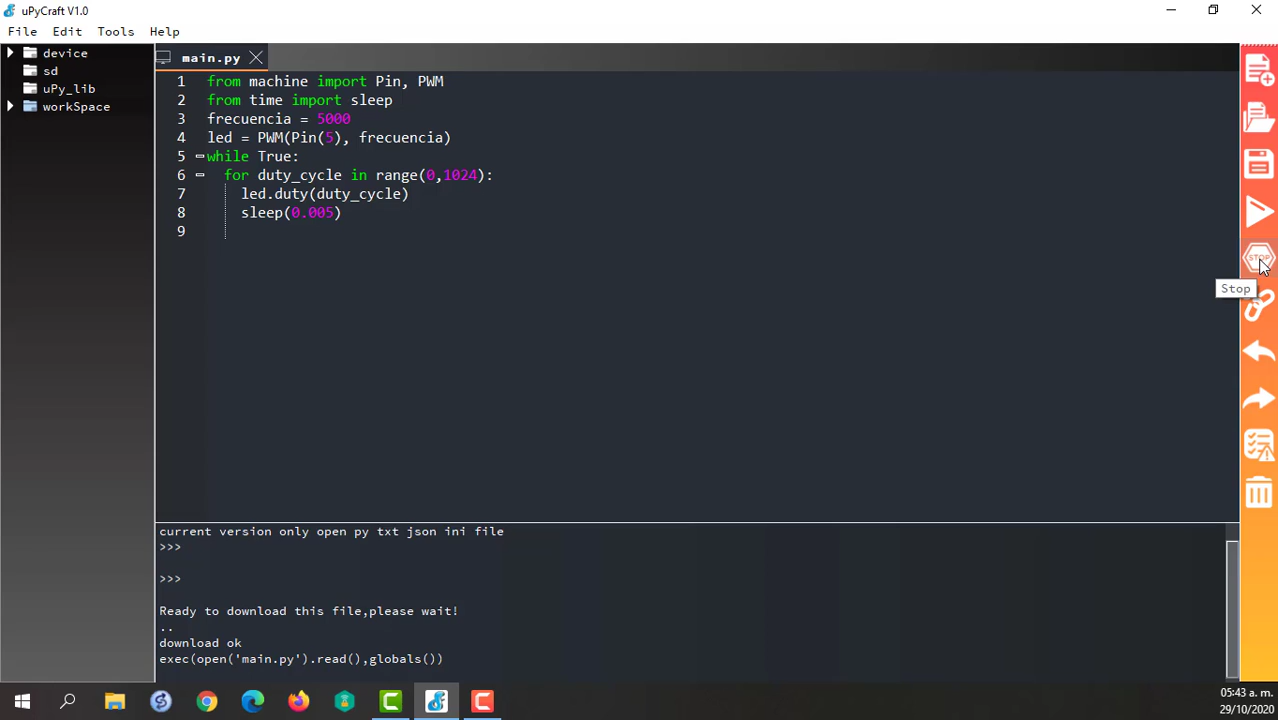 uPyCraft V1.0
File Edit Tools Help
device
sd
uPy_lib
workSpace
main.py
1 from machine import Pin, PWM
2 from time import sleep
3 frecuencia = 5000
4 led = PWM(Pin(5), frecuencia)
5 while True:
6 for duty_cycle in range(0,1024):
7 led.duty(duty_cycle)
8 sleep(0.005)
9
STOP
Stop
current version only open py txt json ini file
>>>
>>>
Ready to download this file,please wait!
..
download ok
exec(open('main.py').read(),globals())
05:43 a. m.
29/10/2020